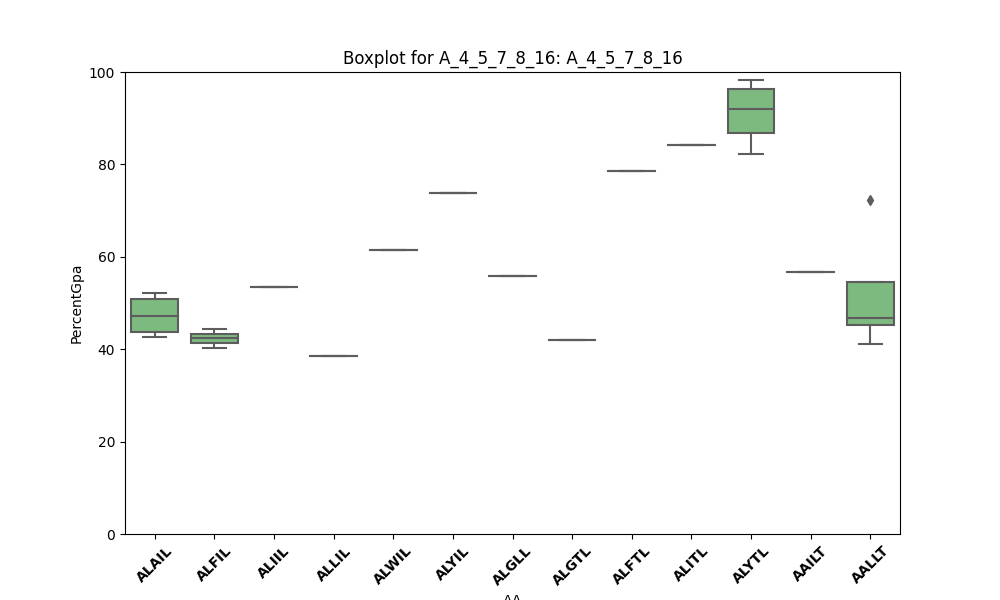 Boxplot for A_4_5_7_8_16: A_4_5_7_8_16
100
80
60
40
20
0
PercentGpa
ALAIL
ALFIL
ALIIL
ALLIL
ALWIL
ALYIL
ALGLL
ALGTL
ALFTL
ALITL
ALYTL
AAILT
AALLT
AA